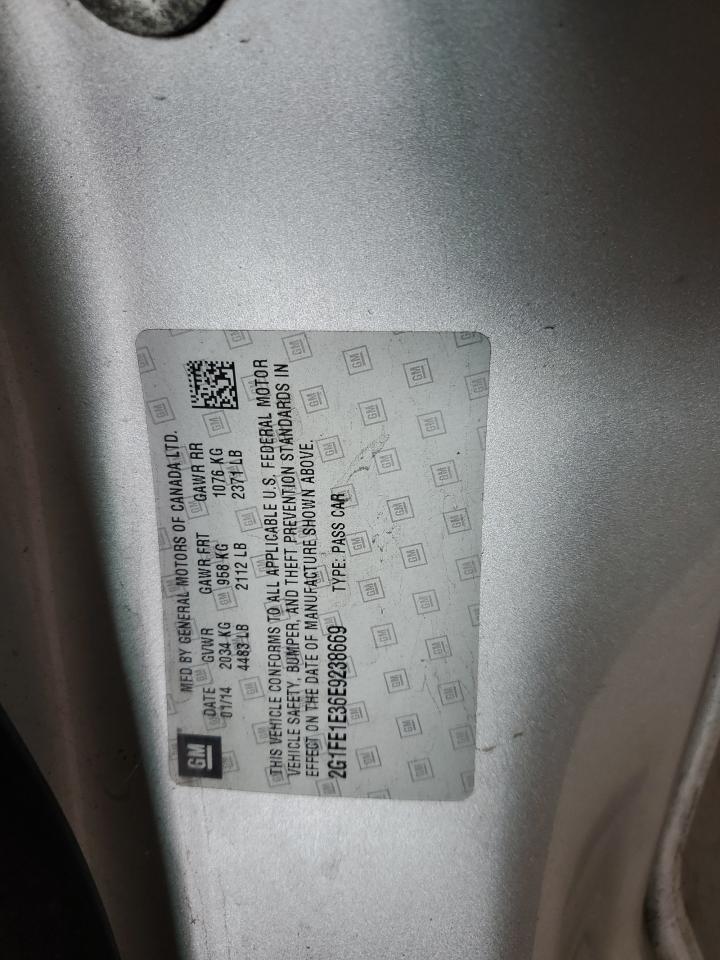 GM
MFD BY GENERAL MOTORS OF CANADA LTD.
DATE GVWR GAWR FRT GAWR RR
01/14 2034 KG 958 KG 1076 KG
4483 LB 2112 LB 2371 LB
THIS VEHICLE CONFORMS TO ALL APPLICABLE U.S. FEDERAL MOTOR
VEHICLE SAFETY, BUMPER, AND THEFT PREVENTION STANDARDS IN
EFFECT ON THE DATE OF MANUFACTURE SHOWN ABOVE.
2G1FE1E36E9238669 TYPE: PASS CAR